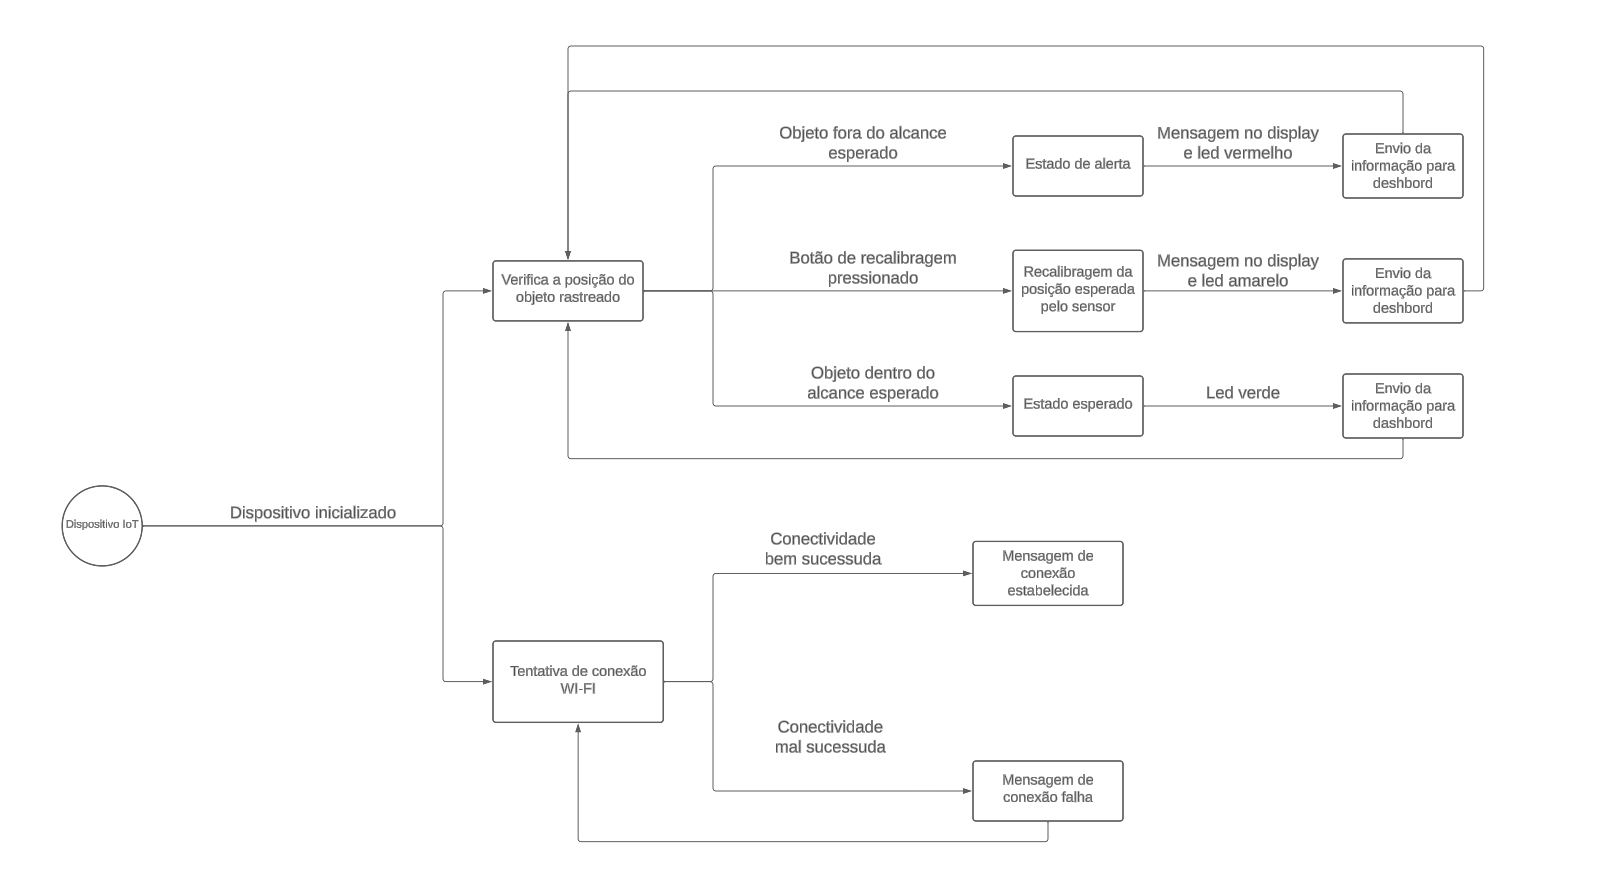 Objeto fora do alcance
esperado
Estado de alerta
Mensagem no display
e led vermelho
Envio da
informação para
deshbord
Verifica a posição do
objeto rastreado
Botão de recalibragem
pressionado
Recalibragem da
posição esperada
pelo sensor
Mensagem no display
e led amarelo
Envio da
informação para
deshbord
Objeto dentro do
alcance esperado
Estado esperado
Led verde
Envio da
informação para
dashbord
Dispositivo IoT
Dispositivo inicializado
Conectividade
bem sucessuda
Mensagem de
conexão
estabelecida
Tentativa de conexão
WI-FI
Conectividade
mal sucessuda
Mensagem de
conexão falha